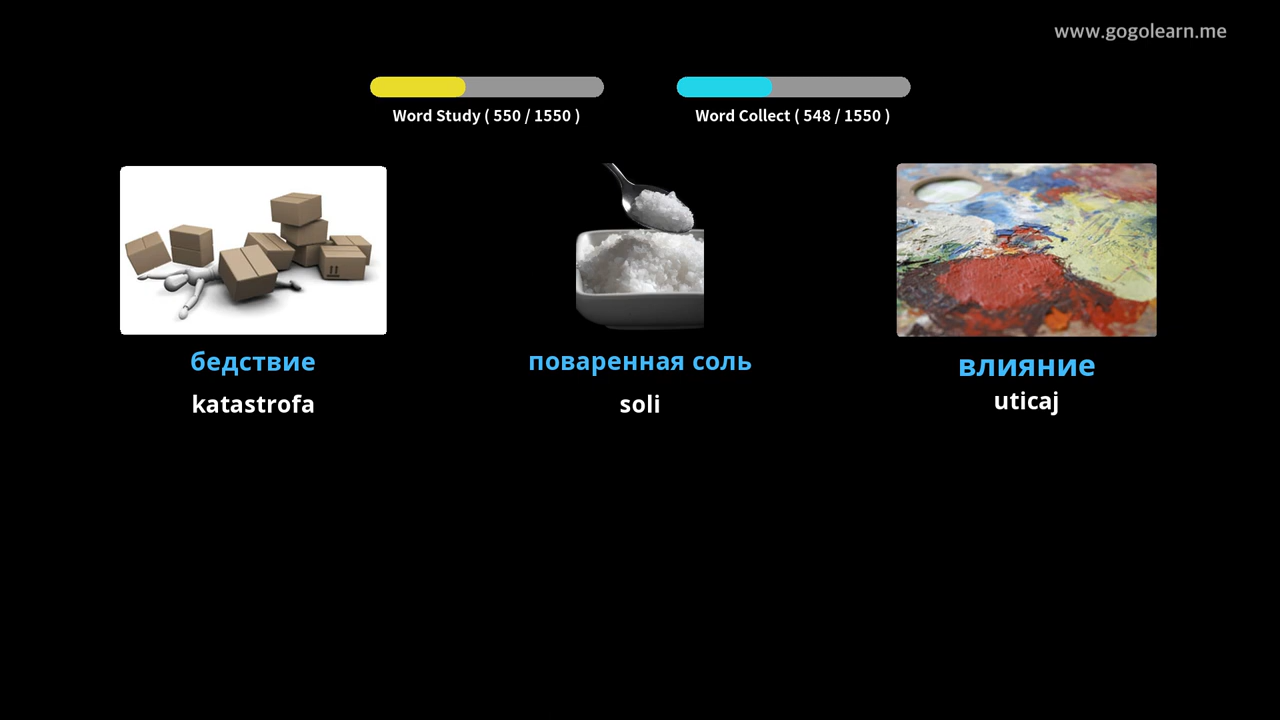 www.gogolearn.me
Word Study ( 550 / 1550 )
Word Collect ( 548 / 1550 )
бедствие
katastrofa
поваренная соль
soli
влияние
uticaj